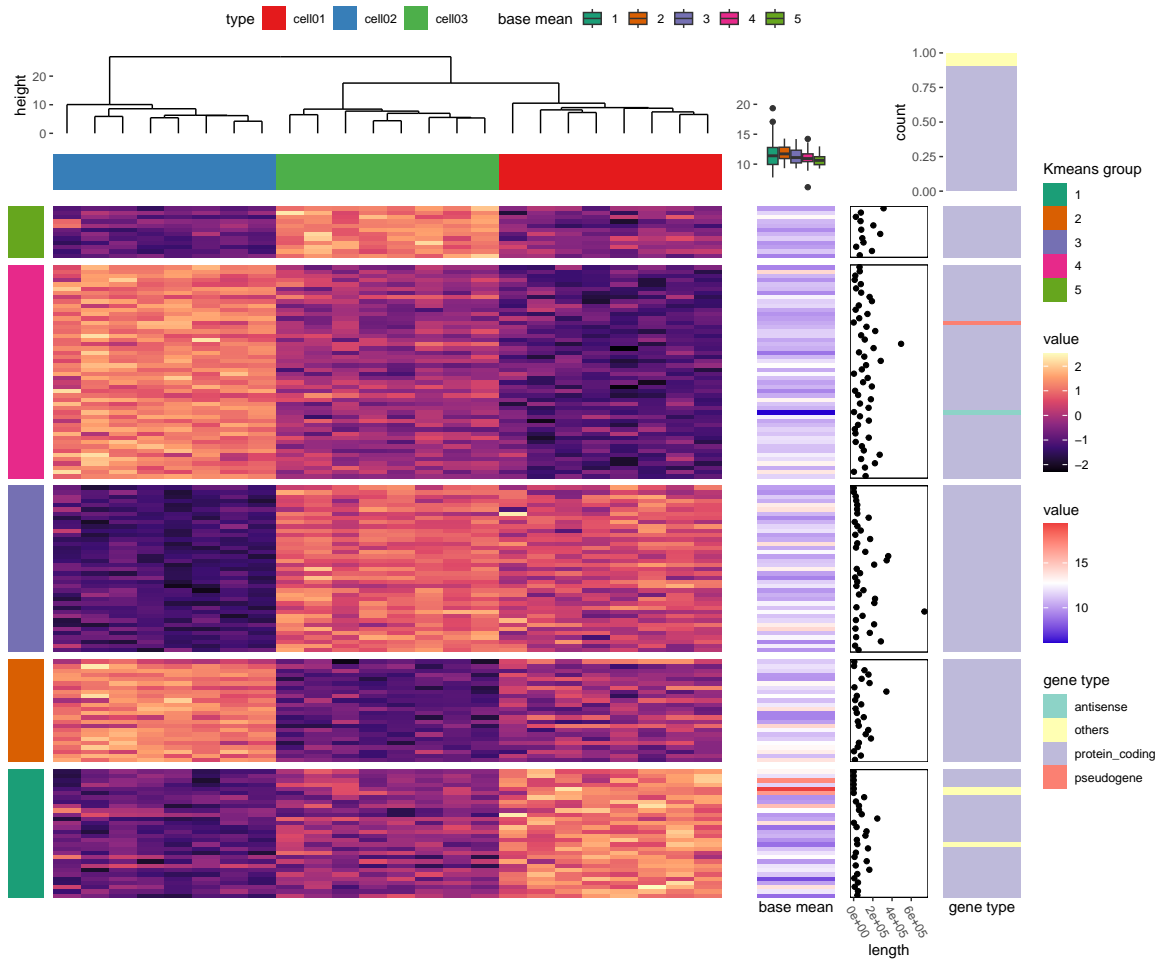 type cell01 cell02 cell03 base mean 1 2 3 4 5
height
20
10
0
20
15
10
count
1.00
0.75
0.50
0.25
0.00
Kmeans group
1
2
3
4
5
value
2
1
0
−1
−2
value
15
10
gene type
antisense
others
protein_coding
pseudogene
base mean
0e+00
2e+05
4e+05
6e+05
length
gene type